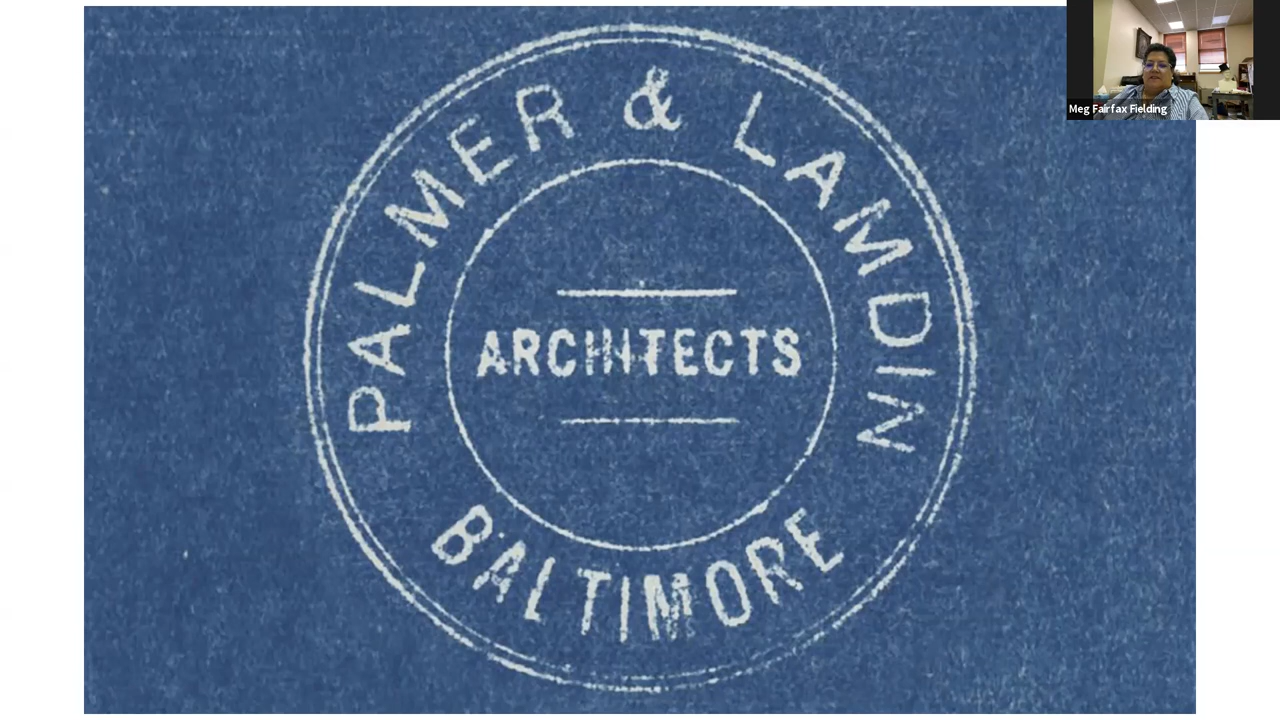 PALMER & LAMDIN
ARCHITECTS
BALTIMORE
Meg Fairfax Fielding